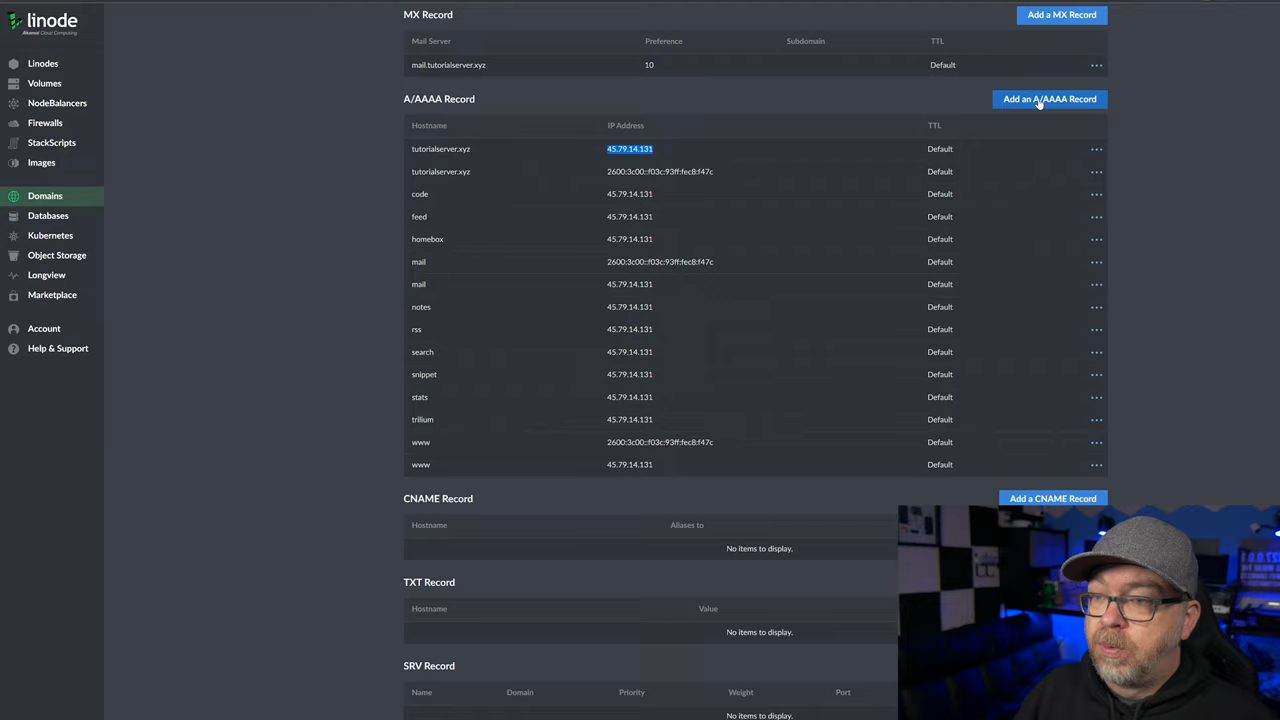 linode
Akamai Cloud Computing
Linodes
Volumes
NodeBalancers
Firewalls
StackScripts
Images
Domains
Databases
Kubernetes
Object Storage
Longview
Marketplace
Account
Help & Support
MX Record
Add a MX Record
Mail Server Preference Subdomain TTL
mail.tutorialserver.xyz 10 Default ...
A/AAAA Record
Add an A/AAAA Record
Hostname IP Address TTL
tutorialserver.xyz 45.79.14.131 Default ...
tutorialserver.xyz 2600:3c00::f03c:93ff:fec8:f47c Default ...
code 45.79.14.131 Default ...
feed 45.79.14.131 Default ...
homebox 45.79.14.131 Default ...
mail 2600:3c00::f03c:93ff:fec8:f47c Default ...
mail 45.79.14.131 Default ...
notes 45.79.14.131 Default ...
rss 45.79.14.131 Default ...
search 45.79.14.131 Default ...
snippet 45.79.14.131 Default ...
stats 45.79.14.131 Default ...
trilium 45.79.14.131 Default ...
www 2600:3c00::f03c:93ff:fec8:f47c Default ...
www 45.79.14.131 Default ...
CNAME Record
Add a CNAME Record
Hostname Aliases to
No items to display.
TXT Record
Hostname Value
No items to display.
SRV Record
Name Domain Priority Weight Port
No items to display.